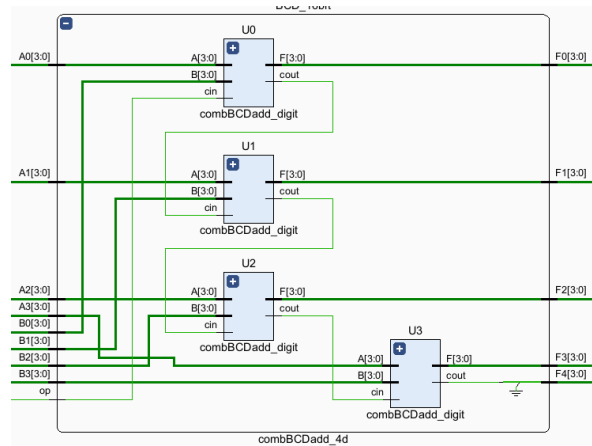 BCD_16bit
U0
A0[3:0] A[3:0] F[3:0] F0[3:0]
B[3:0] cout
cin
combBCDadd_digit
U1
A1[3:0] A[3:0] F[3:0] F1[3:0]
B[3:0] cout
cin
combBCDadd_digit
U2
A2[3:0] A[3:0] F[3:0] F2[3:0]
A3[3:0] B[3:0] cout
B0[3:0] cin
B1[3:0] combBCDadd_digit
U3
B2[3:0] A[3:0] F[3:0] F3[3:0]
B3[3:0] B[3:0] cout F4[3:0]
op cin
combBCDadd_digit
combBCDadd_4d